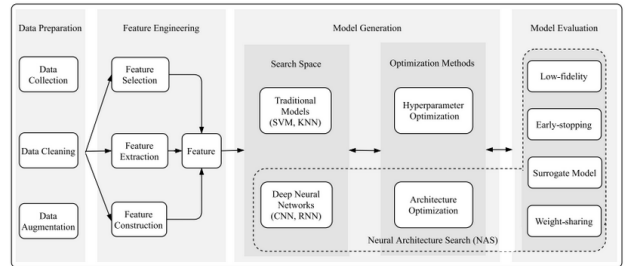 Data Preparation
Data
Collection
Data Cleaning
Data
Augmentation
Feature Engineering
Feature
Selection
Feature
Extraction
Feature
Construction
Feature
Model Generation
Search Space
Traditional
Models
(SVM, KNN)
Deep Neural
Networks
(CNN, RNN)
Optimization Methods
Hyperparameter
Optimization
Architecture
Optimization
Neural Architecture Search (NAS)
Model Evaluation
Low-fidelity
Early-stopping
Surrogate Model
Weight-sharing